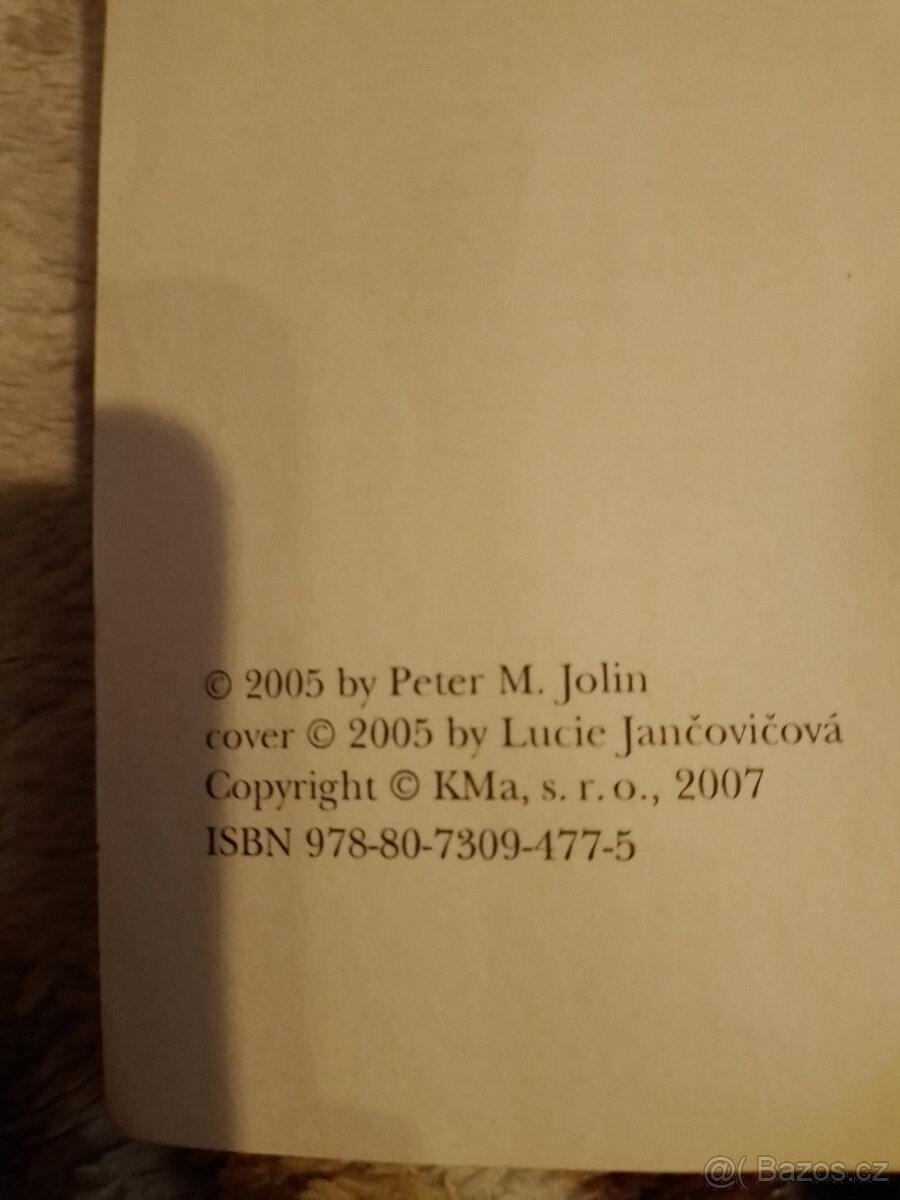 © 2005 by Peter M. Jolin
cover © 2005 by Lucie Jančovičová
Copyright © KMa, s. r. o., 2007
ISBN 978-80-7309-477-5
@( Bazos.cz